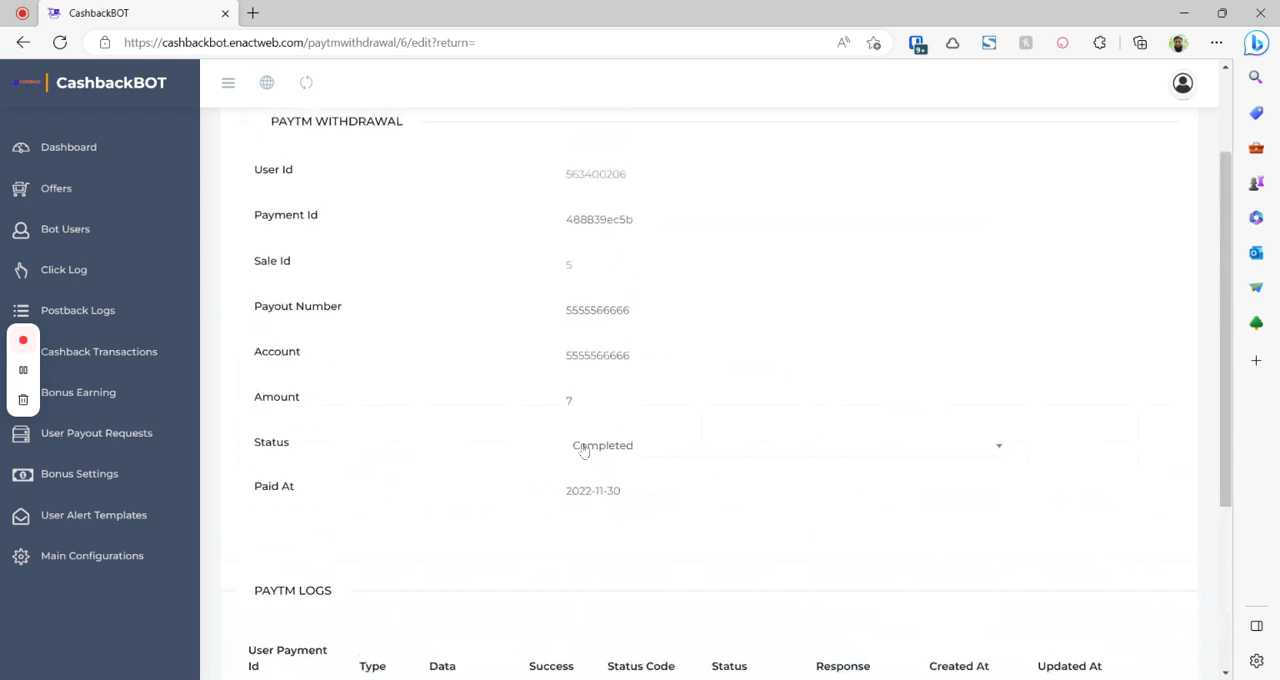 CashbackBOT
https://cashbackbot.enactweb.com/paytmwithdrawal/6/edit?return=
9+
CashbackBOT
PAYTM WITHDRAWAL
Dashboard
Offers
Bot Users
Click Log
Postback Logs
Cashback Transactions
Bonus Earning
User Payout Requests
Bonus Settings
User Alert Templates
Main Configurations
User Id 563400206
Payment Id 488839ec5b
Sale Id 5
Payout Number 5555566666
Account 5555566666
Amount 7
Status Completed
Paid At 2022-11-30
PAYTM LOGS
User Payment Id Type Data Success Status Code Status Response Created At Updated At